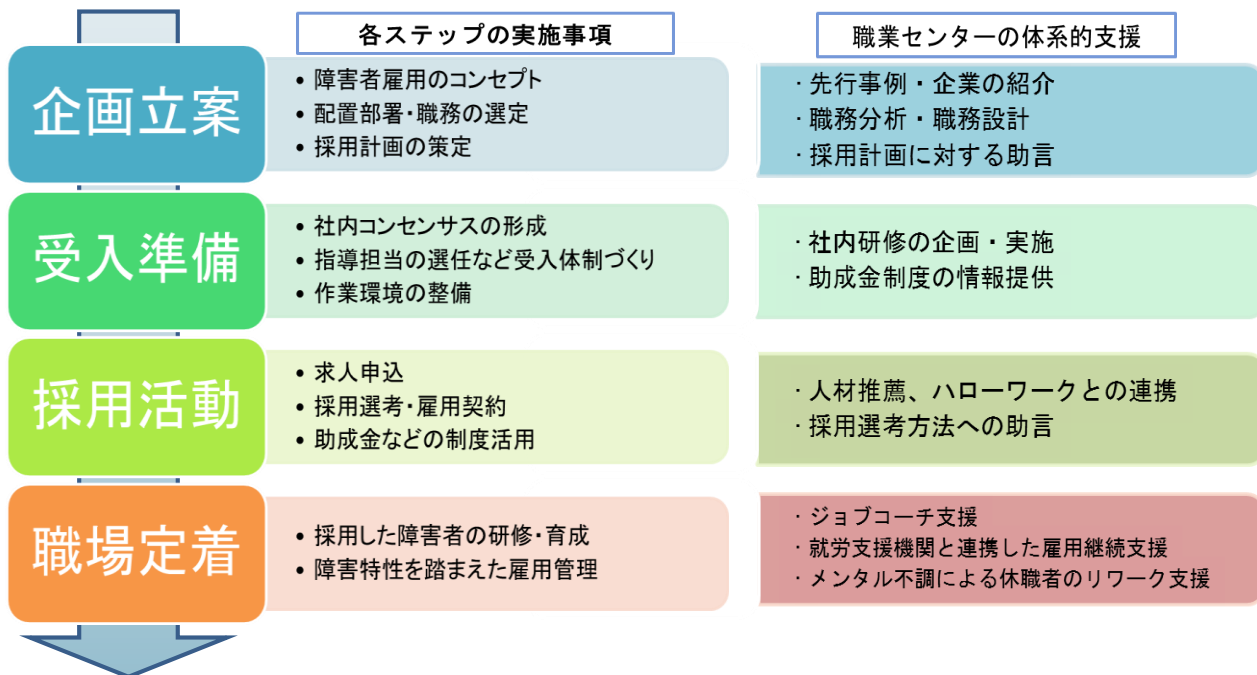 各ステップの実施事項
職業センターの体系的支援
企画立案
• 障害者雇用のコンセプト
• 配置部署・職務の選定
• 採用計画の策定
・先行事例・企業の紹介
・職務分析・職務設計
・採用計画に対する助言
受入準備
• 社内コンセンサスの形成
• 指導担当の選任など受入体制づくり
• 作業環境の整備
・社内研修の企画・実施
・助成金制度の情報提供
採用活動
• 求人申込
• 採用選考・雇用契約
• 助成金などの制度活用
・人材推薦、ハローワークとの連携
・採用選考方法への助言
職場定着
• 採用した障害者の研修・育成
• 障害特性を踏まえた雇用管理
・ジョブコーチ支援
・就労支援機関と連携した雇用継続支援
・メンタル不調による休職者のリワーク支援